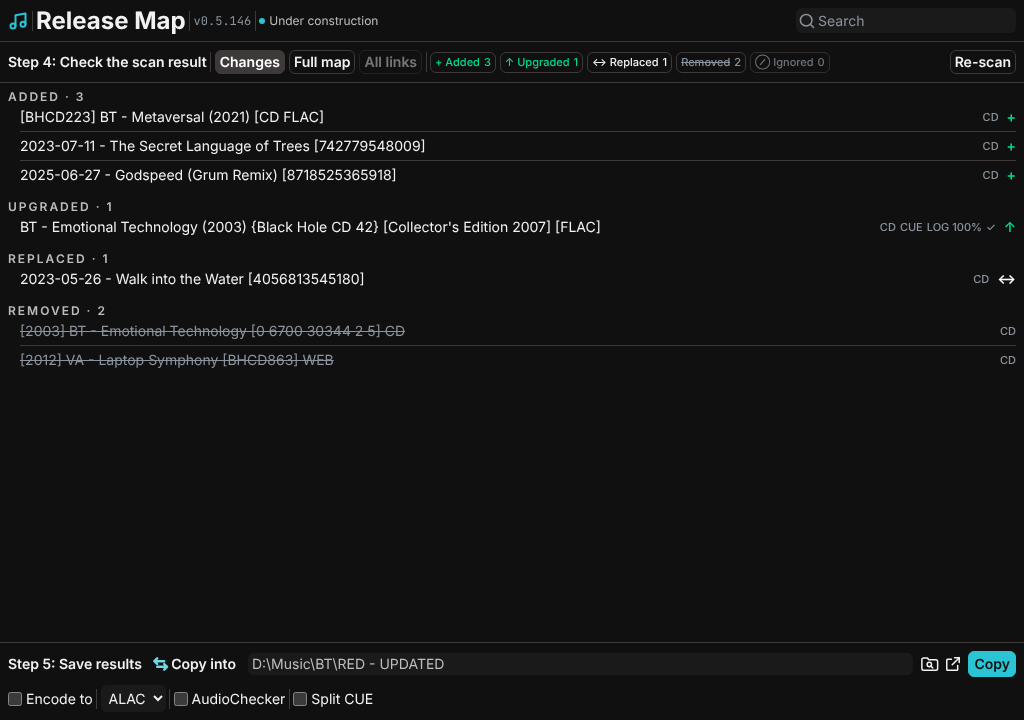 Release Map v0.5.146 Under construction Search
Step 4: Check the scan result Changes Full map All links + Added 3 ↑ Upgraded 1 ↔ Replaced 1 Removed 2 Ignored 0 Re-scan
ADDED · 3
[BHCD223] BT - Metaversal (2021) [CD FLAC] CD +
2023-07-11 - The Secret Language of Trees [742779548009] CD +
2025-06-27 - Godspeed (Grum Remix) [8718525365918] CD +
UPGRADED · 1
BT - Emotional Technology (2003) {Black Hole CD 42} [Collector's Edition 2007] [FLAC] CD CUE LOG 100% ✓ ↑
REPLACED · 1
2023-05-26 - Walk into the Water [4056813545180] CD ↔
REMOVED · 2
[2003] BT - Emotional Technology [0 6700 30344 2 5] CD CD
[2012] VA - Laptop Symphony [BHCD863] WEB CD
Step 5: Save results Copy into D:\Music\BT\RED - UPDATED Copy
Encode to ALAC AudioChecker Split CUE